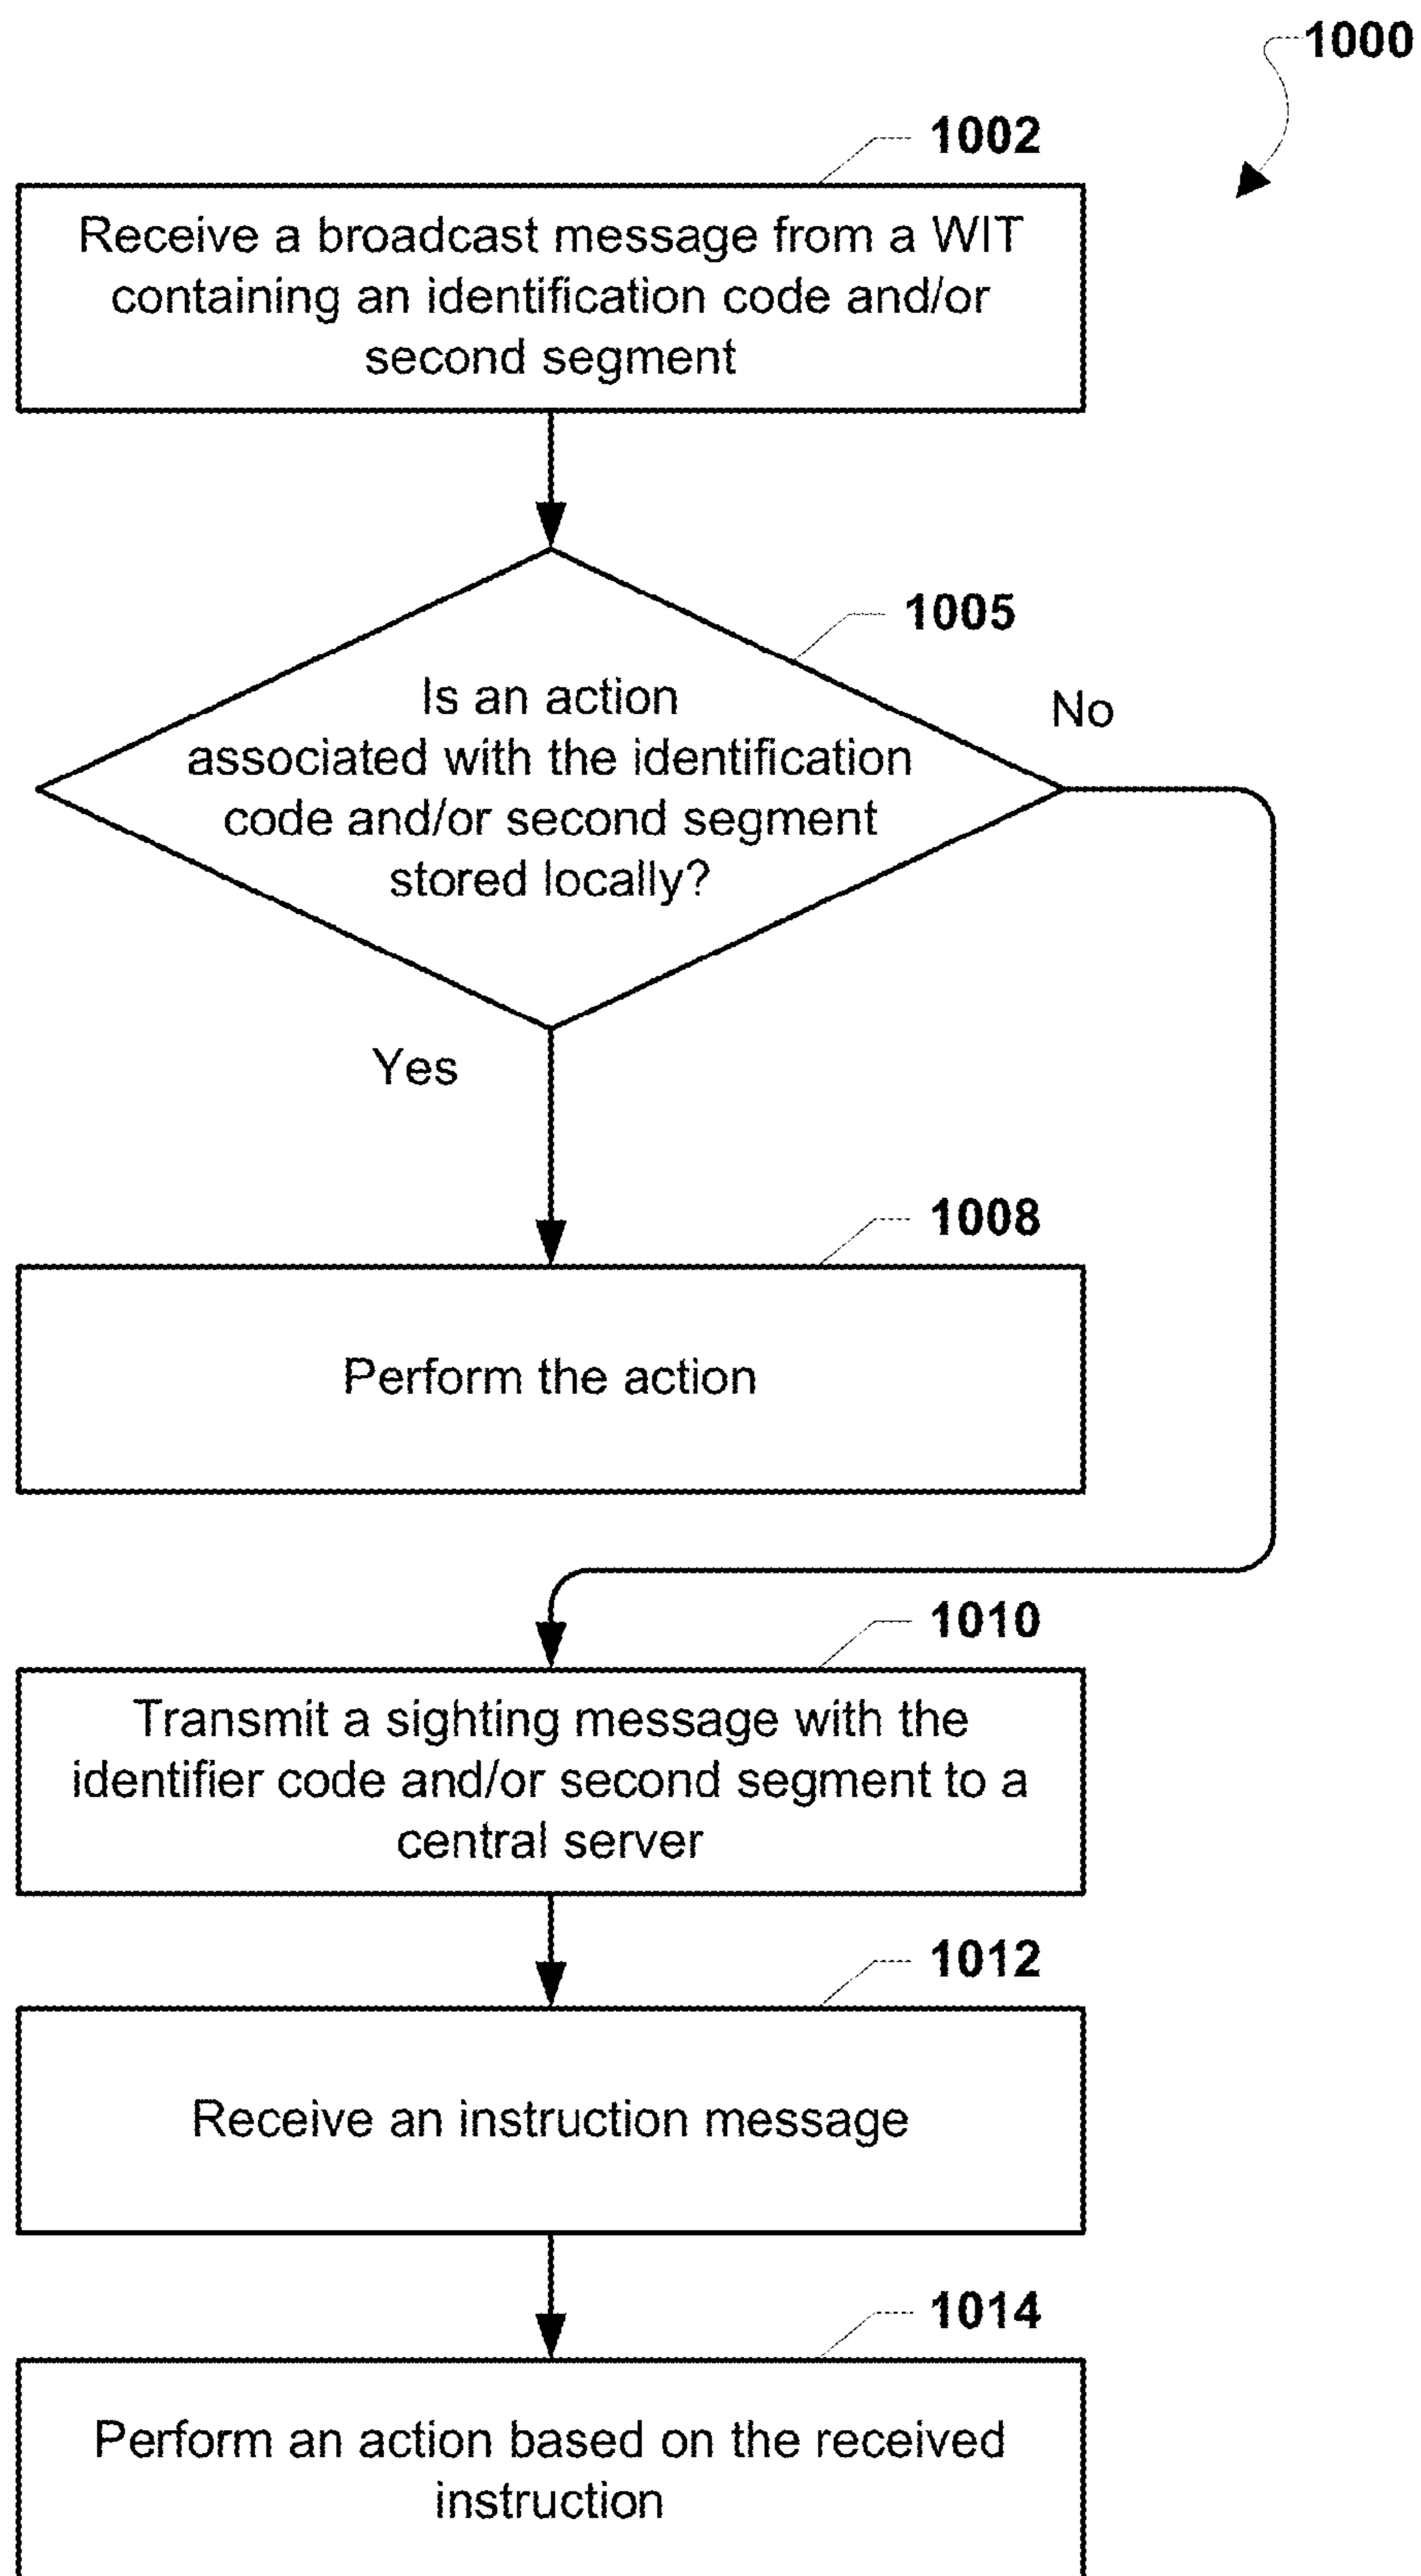 1000
1002
Receive a broadcast message from a WIT
containing an identification code and/or
second segment
1005
Is an action
associated with the identification
code and/or second segment
stored locally?
No
Yes
1008
Perform the action
1010
Transmit a sighting message with the
identifier code and/or second segment to a
central server
1012
Receive an instruction message
1014
Perform an action based on the received
instruction